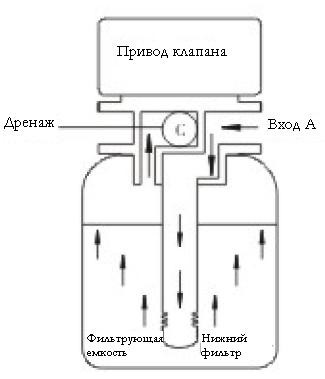 Привод клапана
Дренаж
C
Вход А
Фильтрующая
емкость
Нижний
фильтр